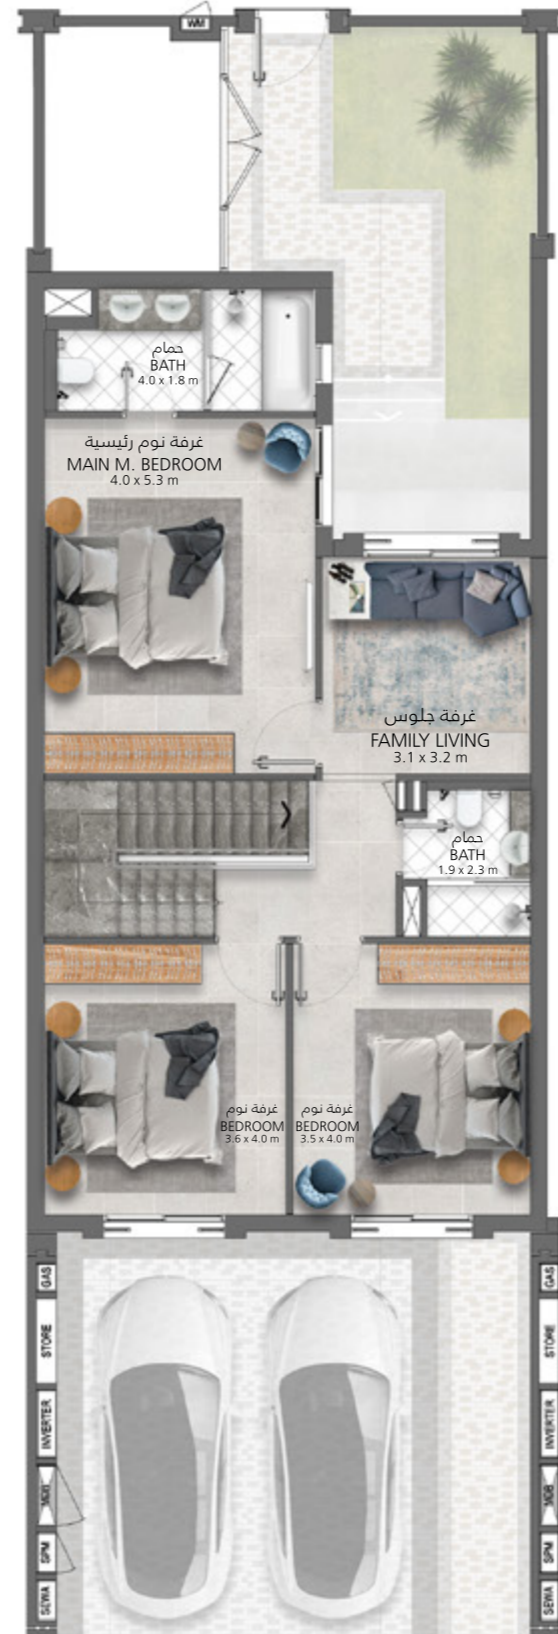 WM
حمام
BATH
4.0 x 1.8 m
غرفة نوم رئيسية
MAIN M. BEDROOM
4.0 x 5.3 m
غرفة جلوس
FAMILY LIVING
3.1 x 3.2 m
حمام
BATH
1.9 x 2.3 m
غرفة نوم
BEDROOM
3.6 x 4.0 m
غرفة نوم
BEDROOM
3.5 x 4.0 m
GAS
STORE
INVERTER
SPM
SEWA
GAS
STORE
INVERTER
MDB
SPM
SEWA